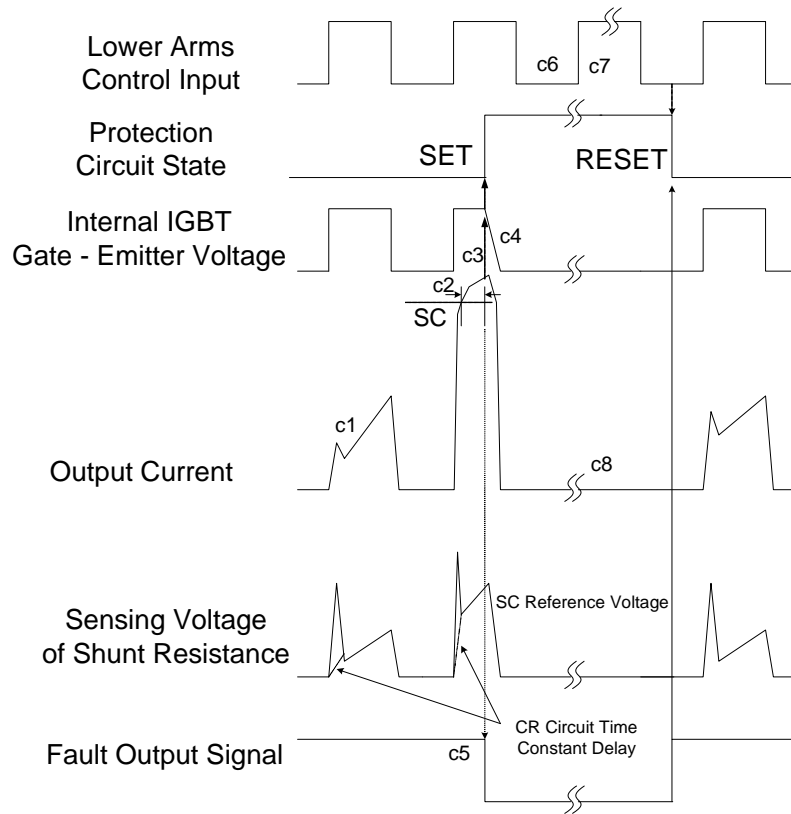 Lower Arms
Control Input
c6
c7
Protection
Circuit State
SET
RESET
Internal IGBT
Gate - Emitter Voltage
c4
c3
c2
SC
c1
Output Current
c8
SC Reference Voltage
Sensing Voltage
of Shunt Resistance
CR Circuit Time
Constant Delay
Fault Output Signal
c5